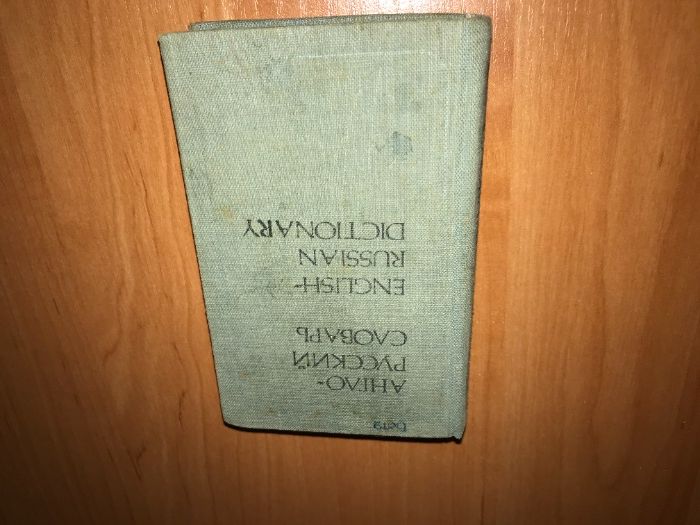 АНГЛО-
РУССКИЙ
СЛОВАРЬ
ENGLISH-
RUSSIAN
DICTIONARY